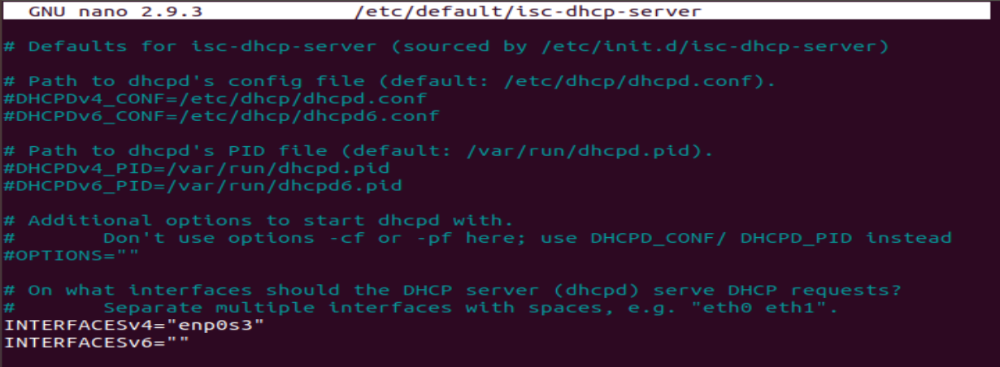 GNU nano 2.9.3 /etc/default/isc-dhcp-server
# Defaults for isc-dhcp-server (sourced by /etc/init.d/isc-dhcp-server)
# Path to dhcpd's config file (default: /etc/dhcp/dhcpd.conf).
#DHCPDv4_CONF=/etc/dhcp/dhcpd.conf
#DHCPDv6_CONF=/etc/dhcp/dhcpd6.conf
# Path to dhcpd's PID file (default: /var/run/dhcpd.pid).
#DHCPDv4_PID=/var/run/dhcpd.pid
#DHCPDv6_PID=/var/run/dhcpd6.pid
# Additional options to start dhcpd with.
#       Don't use options -cf or -pf here; use DHCPD_CONF/ DHCPD_PID instead
#OPTIONS=""
# On what interfaces should the DHCP server (dhcpd) serve DHCP requests?
#       Separate multiple interfaces with spaces, e.g. "eth0 eth1".
INTERFACESv4="enp0s3"
INTERFACESv6=""